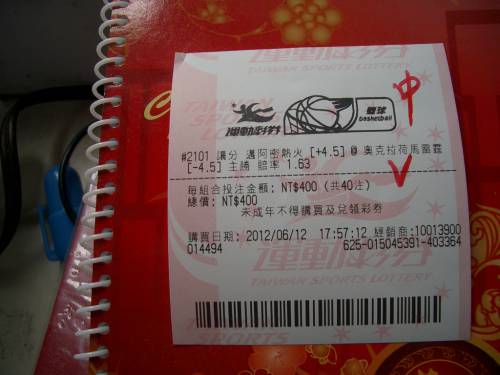 運動彩券
TAIWAN SPORTS LOTTERY
中
運動彩券
籃球
basketball
#2101 讓分 邁阿密熱火 [+4.5] @ 奧克拉荷馬雷霆
[-4.5] 主勝 賠率 1.63
每組合投注金額: NT$400 (共40注)
總價: NT$400
未成年不得購買及兌領彩券
購買日期: 2012/06/12 17:57:12 經銷商:10013900
014494 625-015045391-403364
運動彩券
TAIWAN SPORTS LOTTERY
TAIWAN
SPORTS